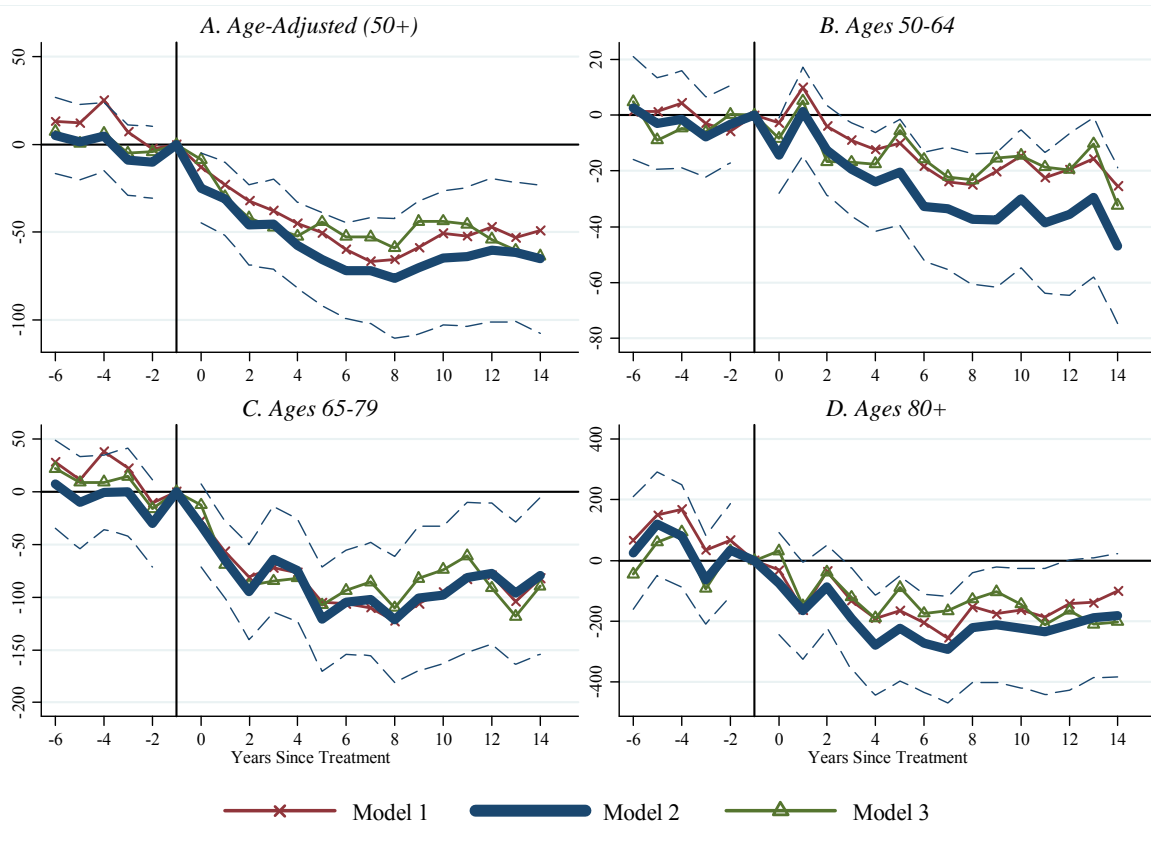 A. Age-Adjusted (50+)
50
0
-50
-100
-6 -4 -2 0 2 4 6 8 10 12 14
B. Ages 50-64
20
0
-20
-40
-60
-80
-6 -4 -2 0 2 4 6 8 10 12 14
C. Ages 65-79
50
0
-50
-100
-150
-200
-6 -4 -2 0 2 4 6 8 10 12 14
Years Since Treatment
D. Ages 80+
400
200
0
-200
-400
-6 -4 -2 0 2 4 6 8 10 12 14
Years Since Treatment
Model 1 Model 2 Model 3